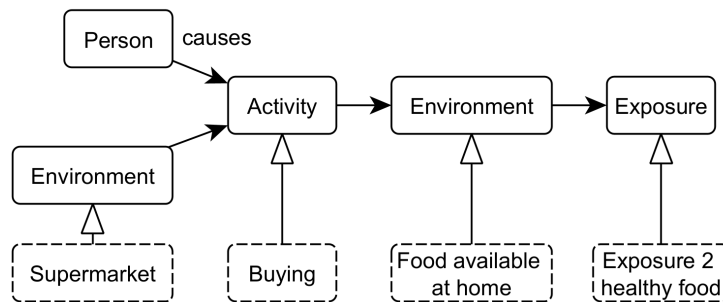 Person
causes
Activity
Environment
Exposure
Environment
Supermarket
Buying
Food available
at home
Exposure 2
healthy food